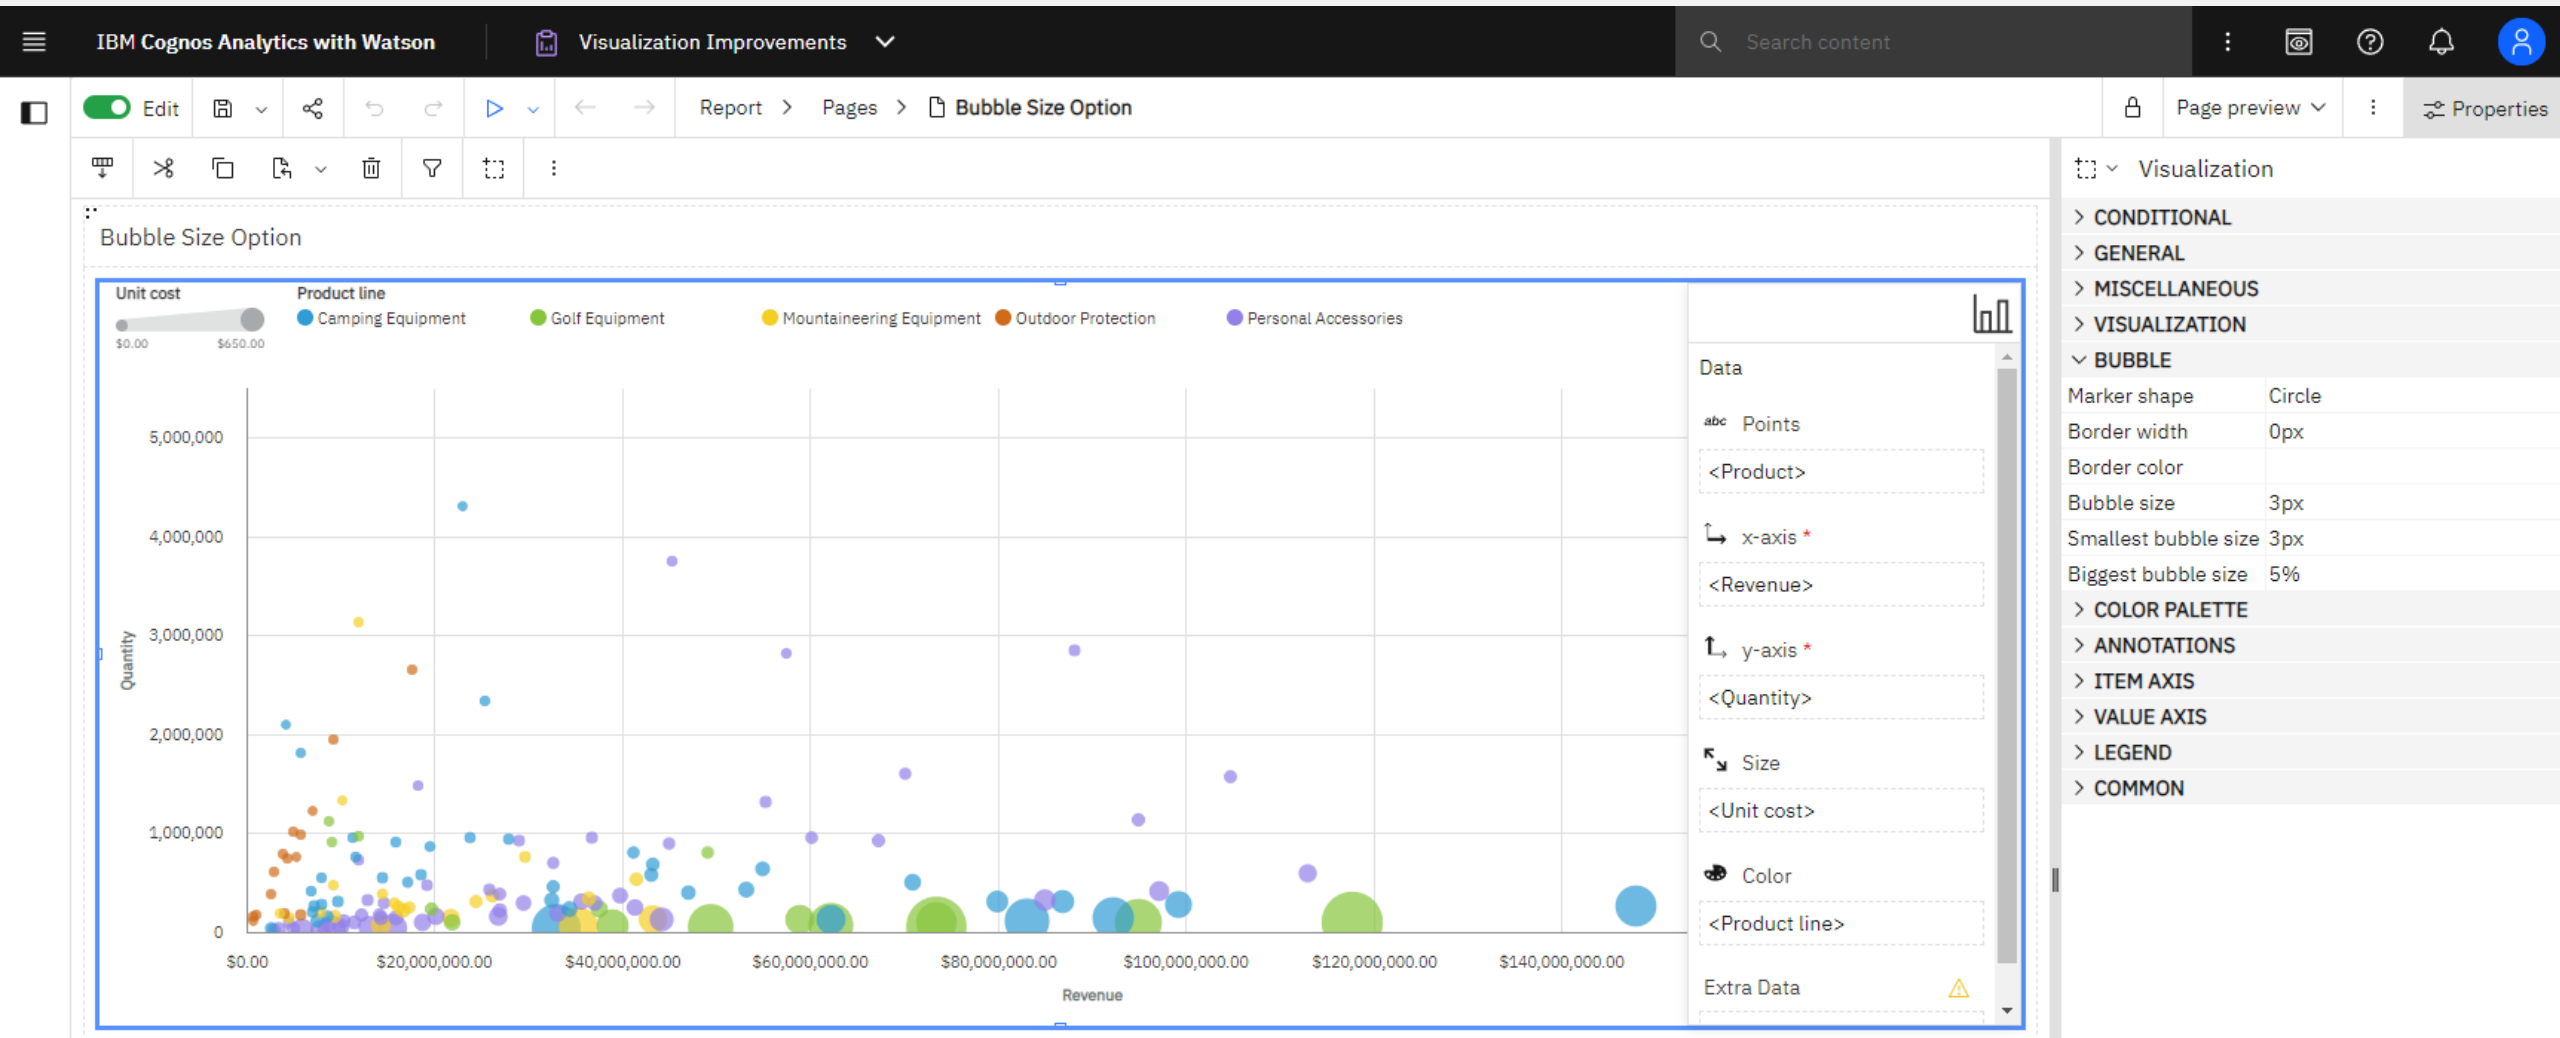 IBM Cognos Analytics with Watson
Visualization Improvements
Search content
Edit
Report > Pages > Bubble Size Option
Page preview
Properties
Visualization
Bubble Size Option
Unit cost
$0.00 $650.00
Product line
Camping Equipment
Golf Equipment
Mountaineering Equipment
Outdoor Protection
Personal Accessories
Quantity
5,000,000
4,000,000
3,000,000
2,000,000
1,000,000
0
$0.00 $20,000,000.00 $40,000,000.00 $60,000,000.00 $80,000,000.00 $100,000,000.00 $120,000,000.00 $140,000,000.00
Revenue
Data
abc Points
<Product>
x-axis *
<Revenue>
y-axis *
<Quantity>
Size
<Unit cost>
Color
<Product line>
Extra Data
CONDITIONAL
GENERAL
MISCELLANEOUS
VISUALIZATION
BUBBLE
Marker shape Circle
Border width 0px
Border color
Bubble size 3px
Smallest bubble size 3px
Biggest bubble size 5%
COLOR PALETTE
ANNOTATIONS
ITEM AXIS
VALUE AXIS
LEGEND
COMMON